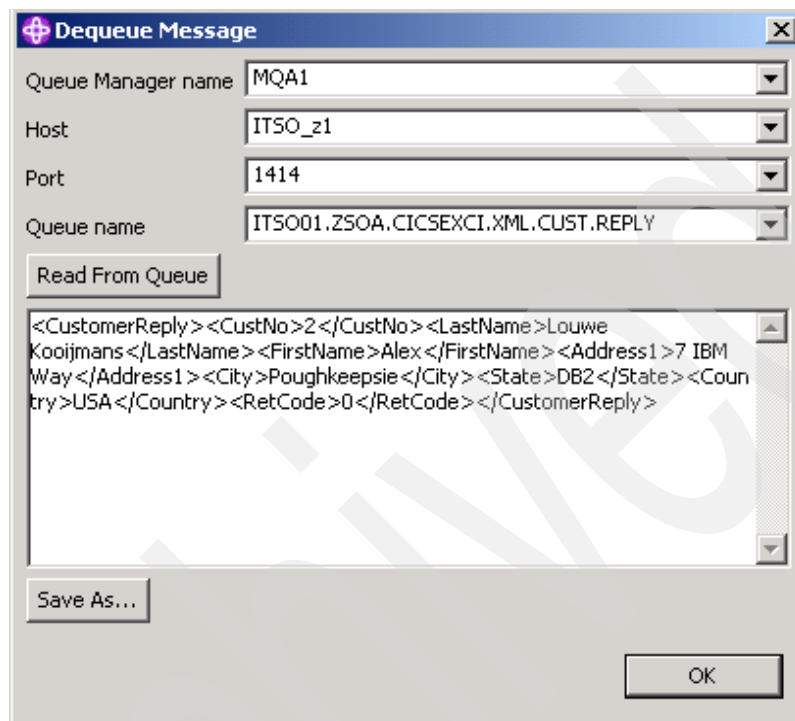 Dequeue Message
Queue Manager name MQA1
Host ITSO_z1
Port 1414
Queue name ITSO01.ZSOA.CICSEXCI.XML.CUST.REPLY
Read From Queue
<CustomerReply><CustNo>2</CustNo><LastName>Louwe
Kooijmans</LastName><FirstName>Alex</FirstName><Address1>7 IBM
Way</Address1><City>Poughkeepsie</City><State>DB2</State><Coun
try>USA</Country><RetCode>0</RetCode></CustomerReply>
Save As...
OK